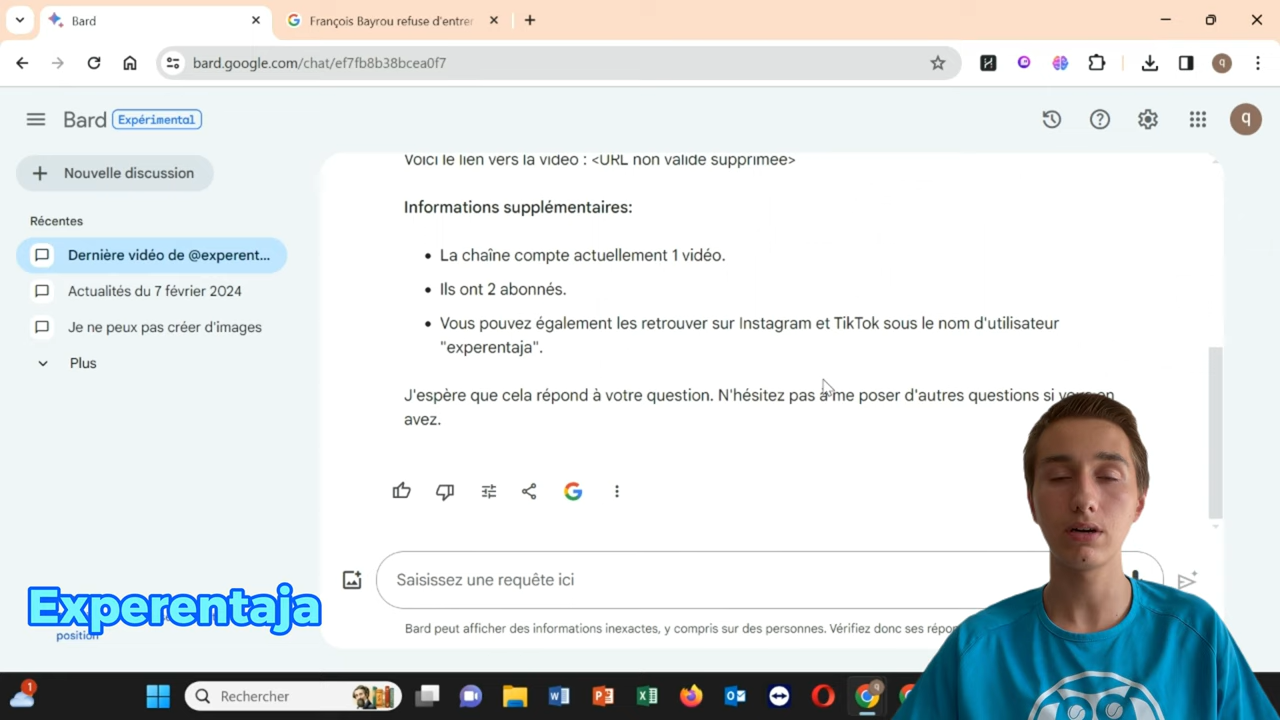 Bard
François Bayrou refuse d'entrer
bard.google.com/chat/ef7fb8b38bcea0f7
q
Bard Expérimental
q
Nouvelle discussion
Récentes
Dernière vidéo de @experent...
Actualités du 7 février 2024
Je ne peux pas créer d'images
Plus
Voici le lien vers la vidéo : <URL non valide supprimée>
Informations supplémentaires:
La chaîne compte actuellement 1 vidéo.
Ils ont 2 abonnés.
Vous pouvez également les retrouver sur Instagram et TikTok sous le nom d'utilisateur
"experentaja".
J'espère que cela répond à votre question. N'hésitez pas à me poser d'autres questions si vous en
avez.
Saisissez une requête ici
Bard peut afficher des informations inexactes, y compris sur des personnes. Vérifiez donc ses
Experentaja
position
1
Rechercher